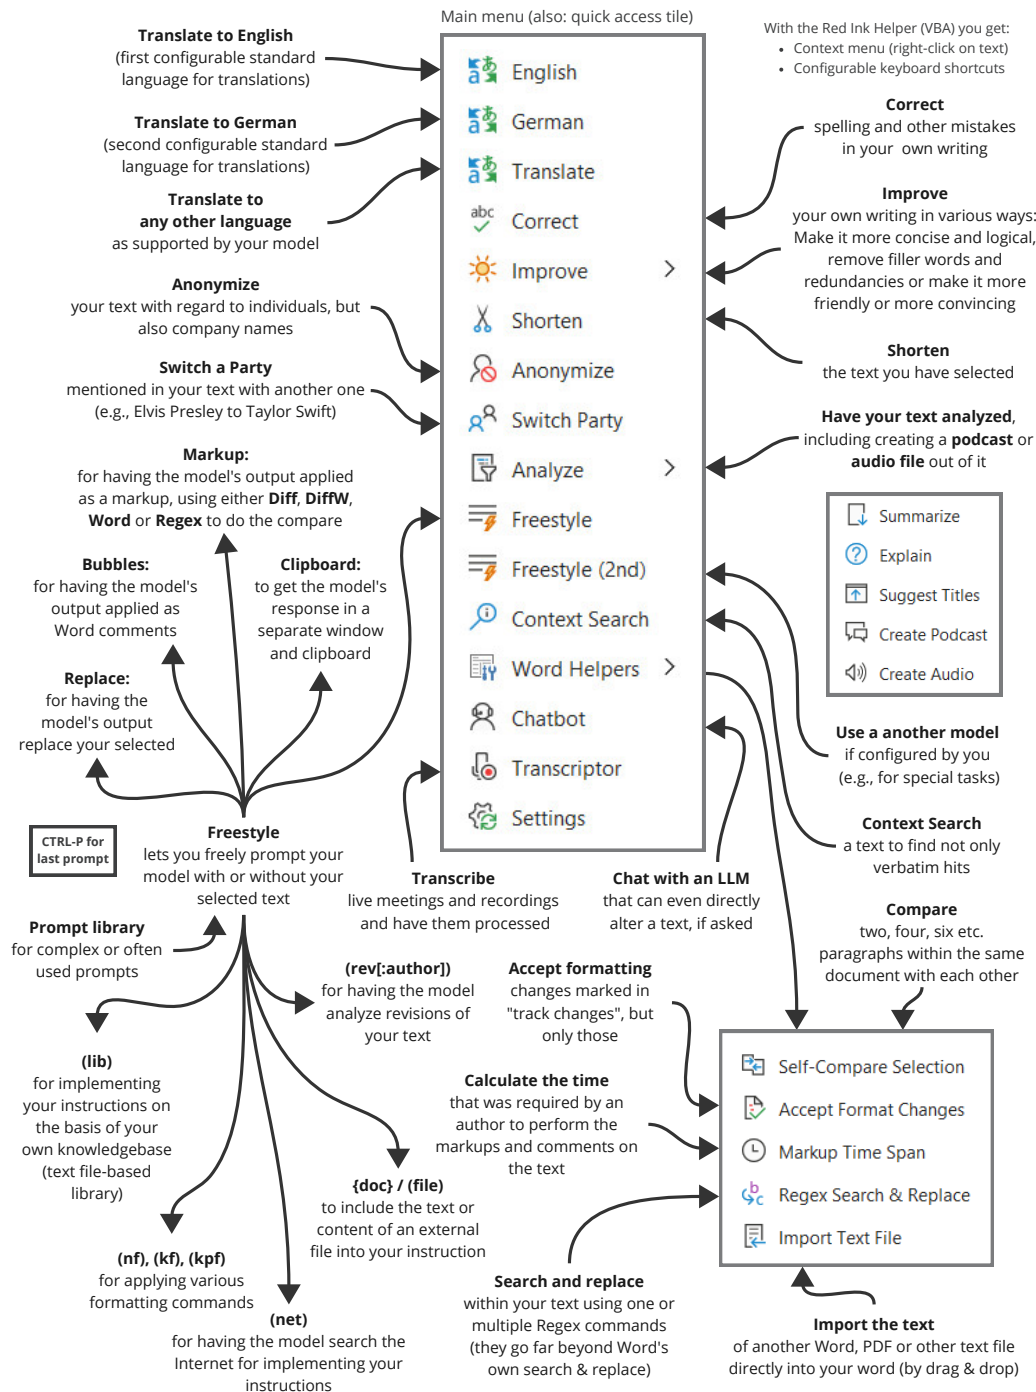 Main menu (also: quick access tile)
With the Red Ink Helper (VBA) you get:
• Context menu (right-click on text)
• Configurable keyboard shortcuts
Translate to English
(first configurable standard
language for translations)
Translate to German
(second configurable standard
language for translations)
Translate to
any other language
as supported by your model
Anonymize
your text with regard to individuals, but
also company names
Switch a Party
mentioned in your text with another one
(e.g., Elvis Presley to Taylor Swift)
Markup:
for having the model's output applied
as a markup, using either Diff, DiffW,
Word or Regex to do the compare
Bubbles:
for having the model's
output applied as
Word comments
Clipboard:
to get the model's
response in a
separate window
and clipboard
Replace:
for having the
model's output
replace your selected
English
German
Translate
Correct
Improve
Shorten
Anonymize
Switch Party
Analyze
Freestyle
Freestyle (2nd)
Context Search
Word Helpers
Chatbot
Transcriptor
Settings
Correct
spelling and other mistakes
in your own writing
Improve
your own writing in various ways:
Make it more concise and logical,
remove filler words and
redundancies or make it more
friendly or more convincing
Shorten
the text you have selected
Have your text analyzed,
including creating a podcast or
audio file out of it
Summarize
Explain
Suggest Titles
Create Podcast
Create Audio
Use a another model
if configured by you
(e.g., for special tasks)
Context Search
a text to find not only
verbatim hits
Compare
two, four, six etc.
paragraphs within the same
document with each other
CTRL-P for
last prompt
Freestyle
lets you freely prompt your
model with or without your
selected text
Transcribe
live meetings and recordings
and have them processed
Chat with an LLM
that can even directly
alter a text, if asked
Prompt library
for complex or often
used prompts
(rev[:author])
for having the model
analyze revisions of
your text
Accept formatting
changes marked in
"track changes", but
only those
(lib)
for implementing
your instructions on
the basis of your
own knowledgebase
(text file-based
library)
Calculate the time
that was required by an
author to perform the
markups and comments on
the text
Self-Compare Selection
Accept Format Changes
Markup Time Span
Regex Search & Replace
Import Text File
{doc} / (file)
to include the text or
content of an external
file into your instruction
(nf), (kf), (kpf)
for applying various
formatting commands
(net)
for having the model search the
Internet for implementing your
instructions
Search and replace
within your text using one or
multiple Regex commands
(they go far beyond Word's
own search & replace)
Import the text
of another Word, PDF or other text file
directly into your word (by drag & drop)